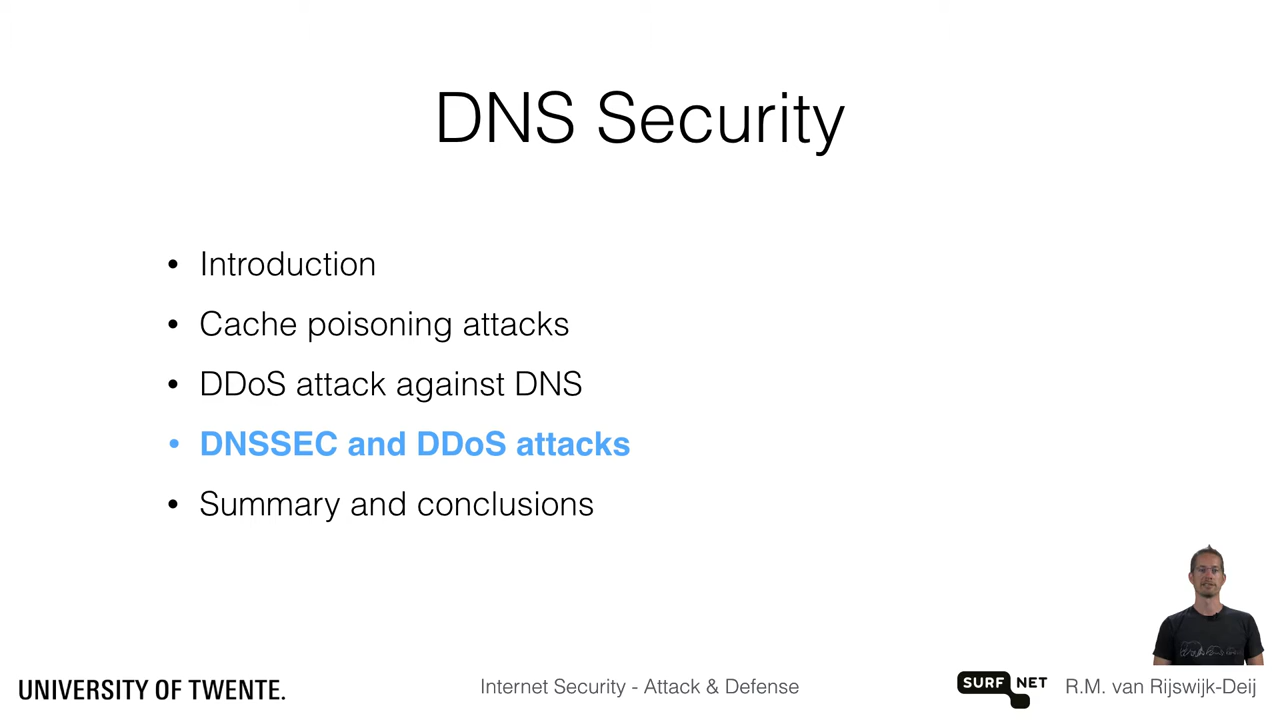 DNS Security
• Introduction
• Cache poisoning attacks
• DDoS attack against DNS
• DNSSEC and DDoS attacks
• Summary and conclusions
UNIVERSITY OF TWENTE.
Internet Security - Attack & Defense
SURF NET
R.M. van Rijswijk-Deij